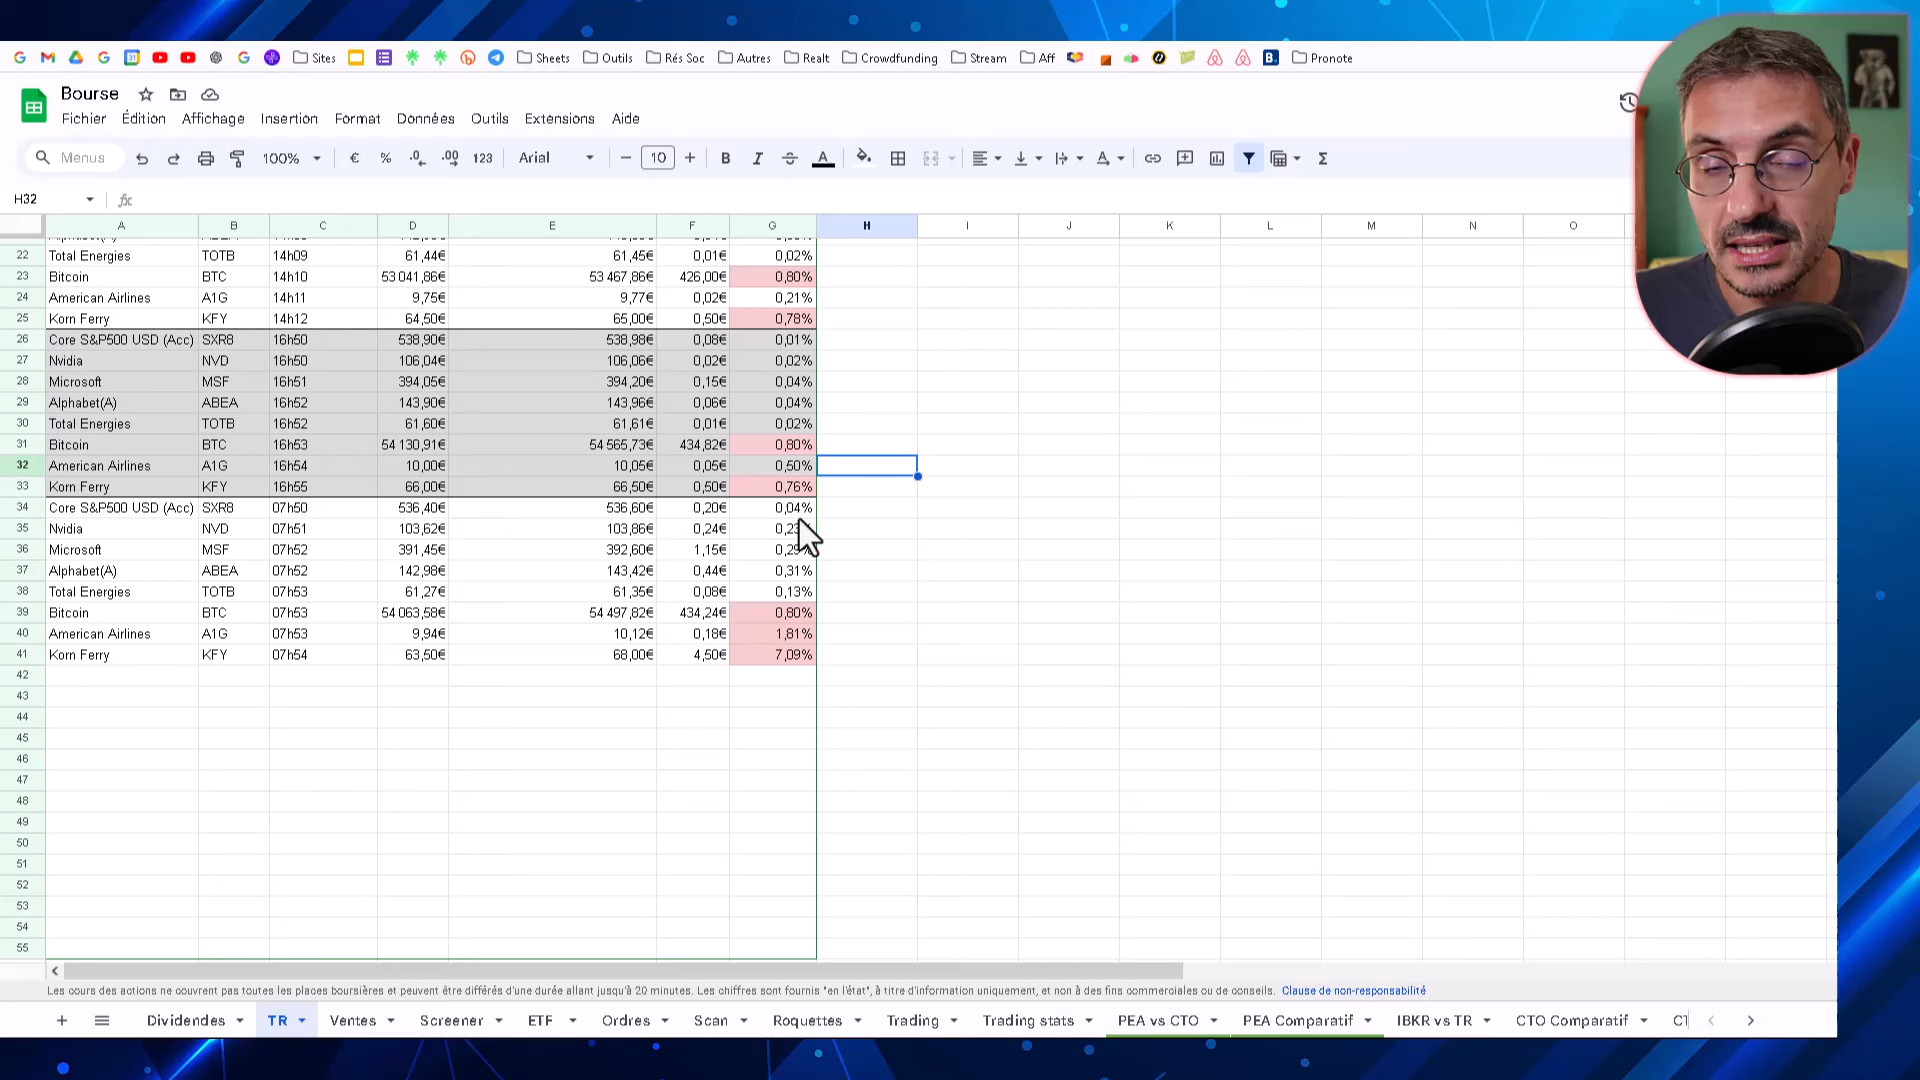 Sites Sheets Outils Rés Soc Autres Realt Crowdfunding Stream Aff B. Pronote
Bourse
Fichier Édition Affichage Insertion Format Données Outils Extensions Aide
Menus 100% € % .0 .00 123 Arial 10 B I A Σ
H32 fx
A B C D E F G H I J K L M N O
22 Total Energies TOTB 14h09 61,44€ 61,45€ 0,01€ 0,02%
23 Bitcoin BTC 14h10 53 041,86€ 53 467,86€ 426,00€ 0,80%
24 American Airlines A1G 14h11 9,75€ 9,77€ 0,02€ 0,21%
25 Korn Ferry KFY 14h12 64,50€ 65,00€ 0,50€ 0,78%
26 Core S&P500 USD (Acc) SXR8 16h50 538,90€ 538,98€ 0,08€ 0,01%
27 Nvidia NVD 16h50 106,04€ 106,06€ 0,02€ 0,02%
28 Microsoft MSF 16h51 394,05€ 394,20€ 0,15€ 0,04%
29 Alphabet(A) ABEA 16h52 143,90€ 143,96€ 0,06€ 0,04%
30 Total Energies TOTB 16h52 61,60€ 61,61€ 0,01€ 0,02%
31 Bitcoin BTC 16h53 54 130,91€ 54 565,73€ 434,82€ 0,80%
32 American Airlines A1G 16h54 10,00€ 10,05€ 0,05€ 0,50%
33 Korn Ferry KFY 16h55 66,00€ 66,50€ 0,50€ 0,76%
34 Core S&P500 USD (Acc) SXR8 07h50 536,40€ 536,60€ 0,20€ 0,04%
35 Nvidia NVD 07h51 103,62€ 103,86€ 0,24€
36 Microsoft MSF 07h52 391,45€ 392,60€ 1,15€
37 Alphabet(A) ABEA 07h52 142,98€ 143,42€ 0,44€ 0,31%
38 Total Energies TOTB 07h53 61,27€ 61,35€ 0,08€ 0,13%
39 Bitcoin BTC 07h53 54 063,58€ 54 497,82€ 434,24€ 0,80%
40 American Airlines A1G 07h53 9,94€ 10,12€ 0,18€ 1,81%
41 Korn Ferry KFY 07h54 63,50€ 68,00€ 4,50€ 7,09%
42
43
44
45
46
47
48
49
50
51
52
53
54
55
Les cours des actions ne couvrent pas toutes les places boursières et peuvent être différés d'une durée allant jusqu'à 20 minutes. Les chiffres sont fournis "en l'état", à titre d'information uniquement, et non à des fins commerciales ou de conseils. Clause de non-responsabilité
Dividendes TR Ventes Screener ETF Ordres Scan Roquettes Trading Trading stats PEA vs CTO PEA Comparatif IBKR vs TR CTO Comparatif